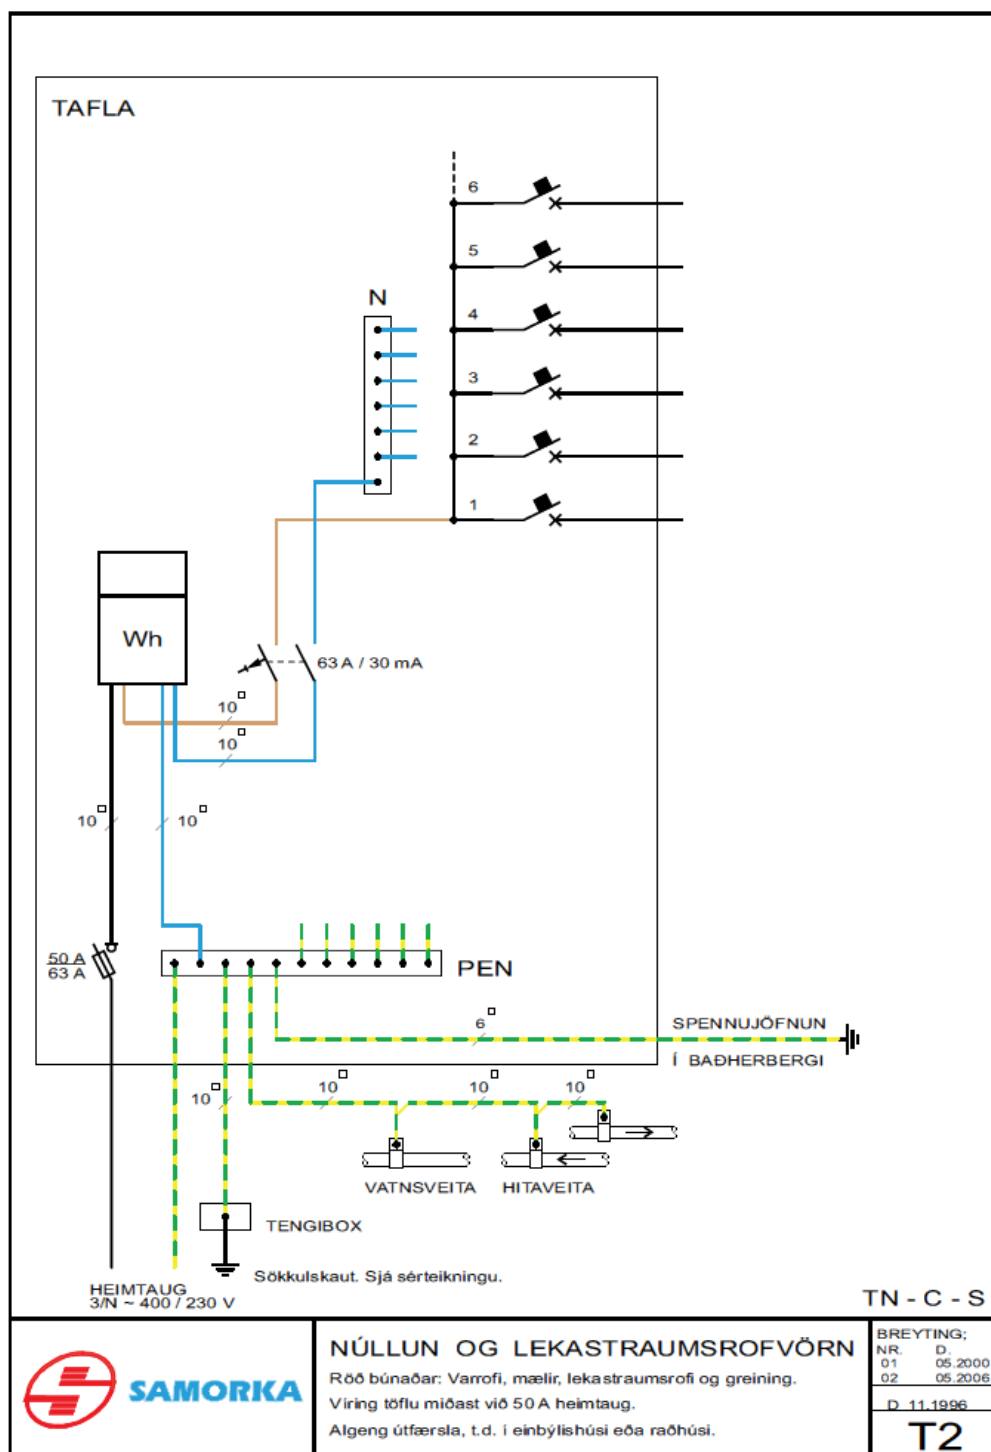 TAFLA
6
5
4
N
3
2
1
Wh
63 A / 30 mA
10
10
10
10
50 A
63 A
PEN
6
SPENNUJÖFNUN
Í BAÐHERBERGI
10
10
10
10
VATNSVEITA
HITAVEITA
TENGIBOX
Sökkulskaut. Sjá sérteikningu.
HEIMTAUG
3/N ~ 400 / 230 V
TN - C - S
SAMORKA
NÚLLUN OG LEKASTRAUMSROFVÖRN
Röð búnaðar: Varrofi, mælir, lekastraumsrofi og greining.
Víring töflu miðast við 50 A heimtaug.
Algeng útfærsla, t.d. í einbýlishúsi eða raðhúsi.
BREYTING;
NR. D.
01 05.2000
02 05.2006
D 11.1996
T2